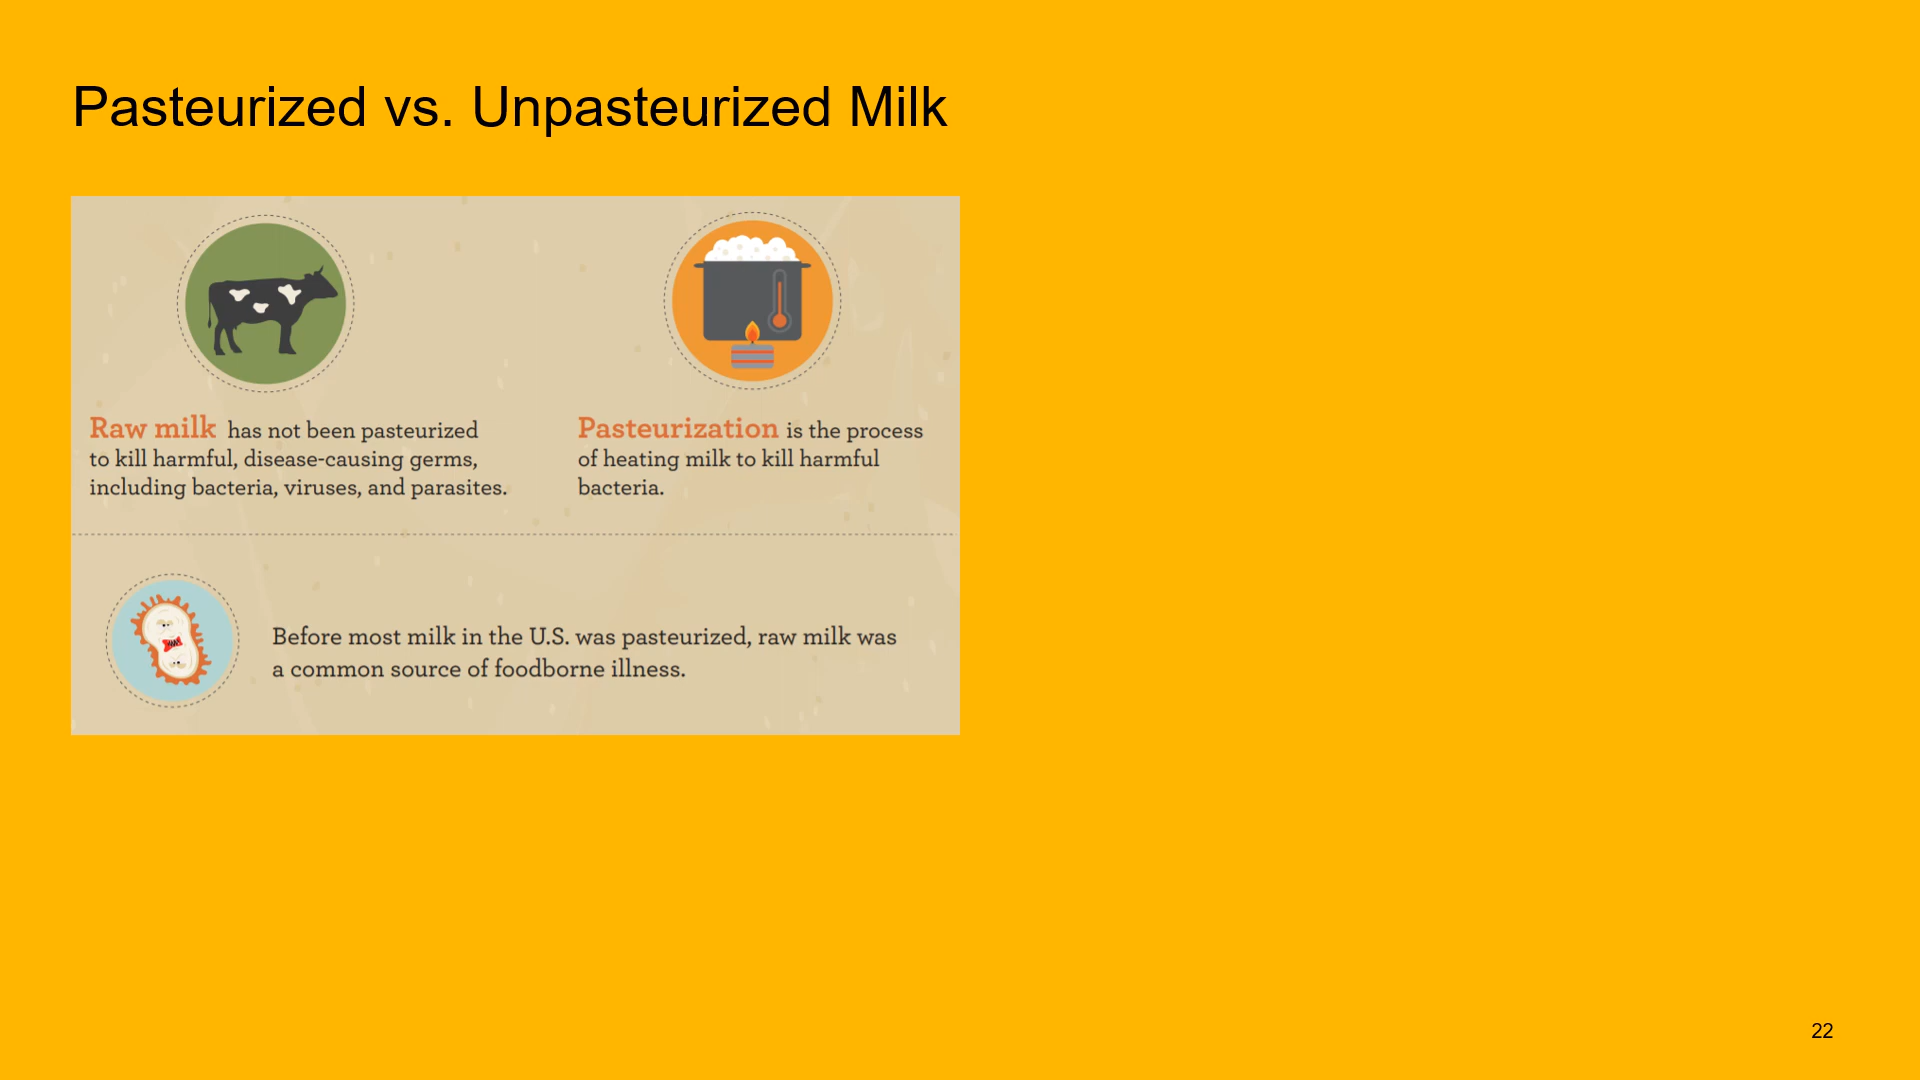 Pasteurized vs. Unpasteurized Milk
Raw milk has not been pasteurized
to kill harmful, disease-causing germs,
including bacteria, viruses, and parasites.
Pasteurization is the process
of heating milk to kill harmful
bacteria.
Before most milk in the U.S. was pasteurized, raw milk was
a common source of foodborne illness.
22